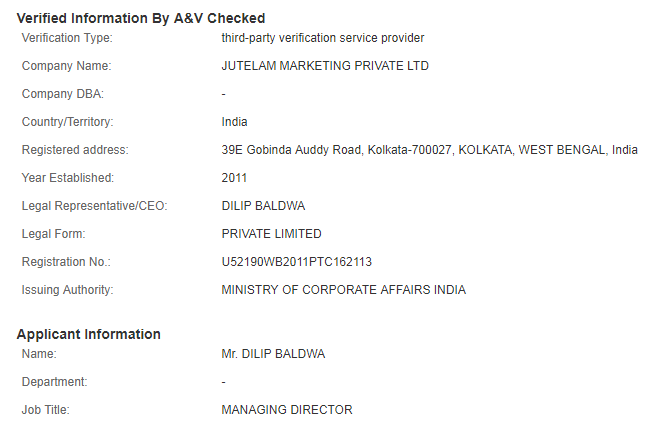 Verified Information By A&V Checked
Verification Type: third-party verification service provider
Company Name: JUTELAM MARKETING PRIVATE LTD
Company DBA: -
Country/Territory: India
Registered address: 39E Gobinda Auddy Road, Kolkata-700027, KOLKATA, WEST BENGAL, India
Year Established: 2011
Legal Representative/CEO: DILIP BALDWA
Legal Form: PRIVATE LIMITED
Registration No.: U52190WB2011PTC162113
Issuing Authority: MINISTRY OF CORPORATE AFFAIRS INDIA
Applicant Information
Name: Mr. DILIP BALDWA
Department: -
Job Title: MANAGING DIRECTOR